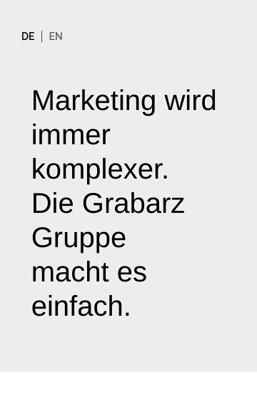 DE | EN
Marketing wird
immer
komplexer.
Die Grabarz
Gruppe
macht es
einfach.